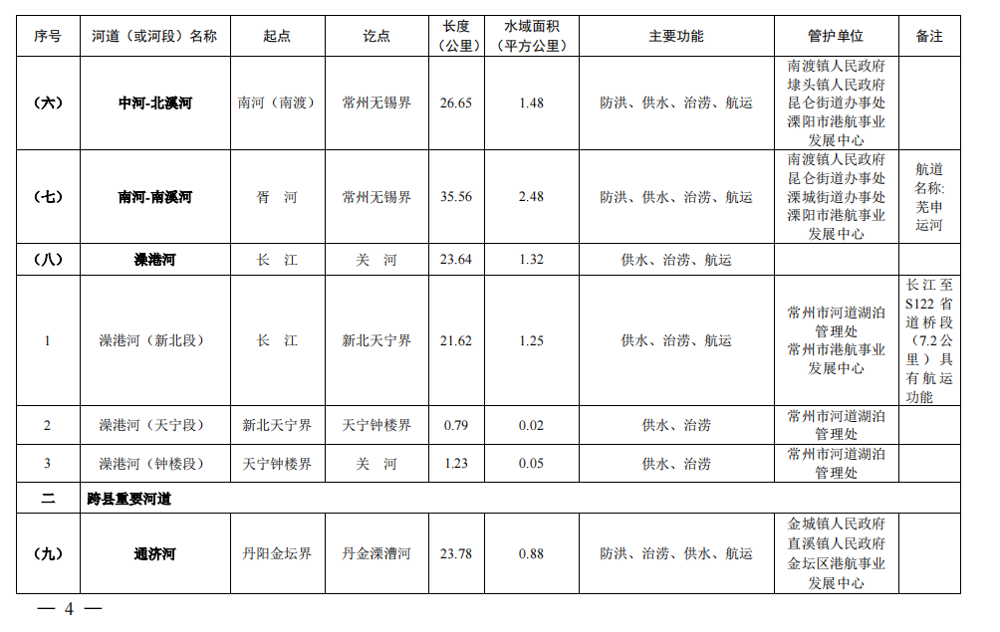 序号 河道（或河段）名称 起点 讫点 长度（公里） 水域面积（平方公里） 主要功能 管护单位 备注
（六） 中河-北溪河 南河（南渡） 常州无锡界 26.65 1.48 防洪、供水、治涝、航运 南渡镇人民政府 埭头镇人民政府 昆仑街道办事处 溧阳市港航事业发展中心
（七） 南河-南溪河 胥 河 常州无锡界 35.56 2.48 防洪、供水、治涝、航运 南渡镇人民政府 昆仑街道办事处 溧城街道办事处 溧阳市港航事业发展中心 航道名称:芜申运河
（八） 澡港河 长 江 关 河 23.64 1.32 供水、治涝、航运
1 澡港河（新北段） 长 江 新北天宁界 21.62 1.25 供水、治涝、航运 常州市河道湖泊管理处 常州市港航事业发展中心 长江至S122省道桥段（7.2公里）具有航运功能
2 澡港河（天宁段） 新北天宁界 天宁钟楼界 0.79 0.02 供水、治涝 常州市河道湖泊管理处
3 澡港河（钟楼段） 天宁钟楼界 关 河 1.23 0.05 供水、治涝 常州市河道湖泊管理处
二 跨县重要河道
（九） 通济河 丹阳金坛界 丹金溧漕河 23.78 0.88 防洪、治涝、供水、航运 金城镇人民政府 直溪镇人民政府 金坛区港航事业发展中心
— 4 —